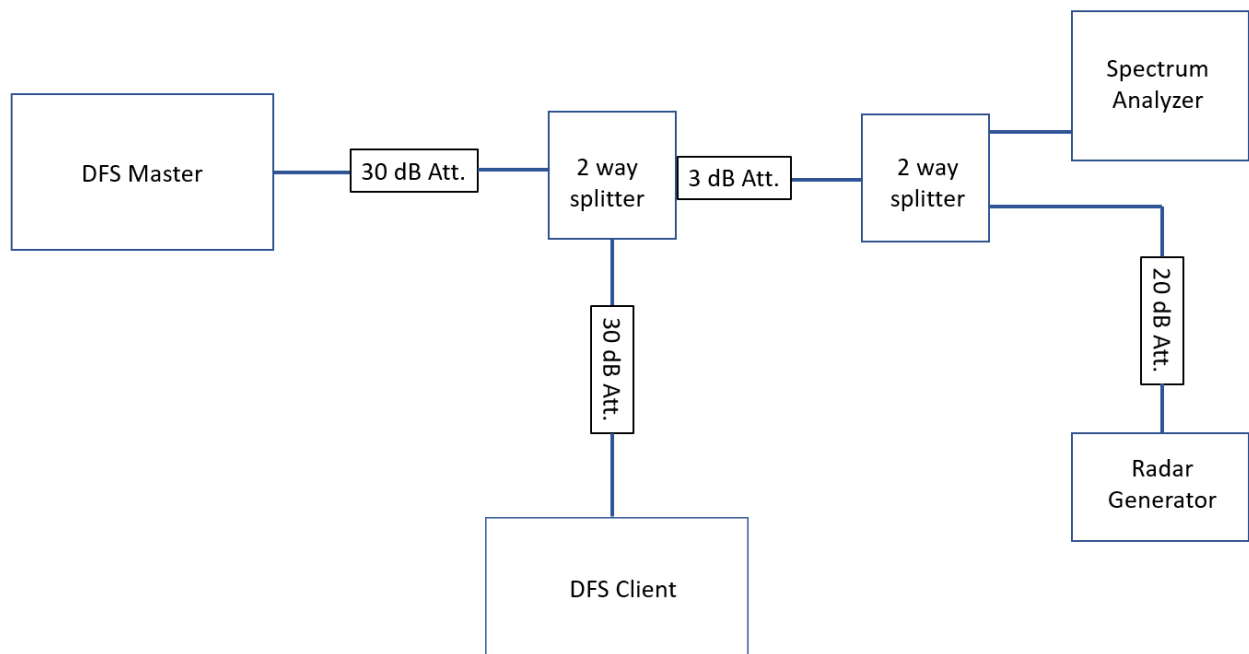 Spectrum
Analyzer
DFS Master
30 dB Att.
2 way
splitter
3 dB Att.
2 way
splitter
20 dB Att.
30 dB Att.
Radar
Generator
DFS Client